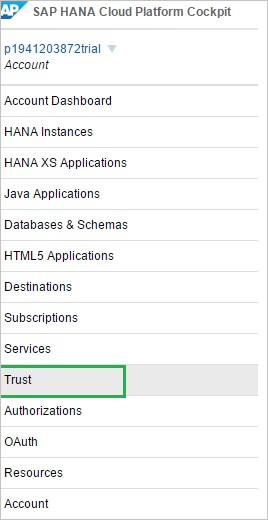 SAP SAP HANA Cloud Platform Cockpit
p1941203872trial
Account
Account Dashboard
HANA Instances
HANA XS Applications
Java Applications
Databases & Schemas
HTML5 Applications
Destinations
Subscriptions
Services
Trust
Authorizations
OAuth
Resources
Account